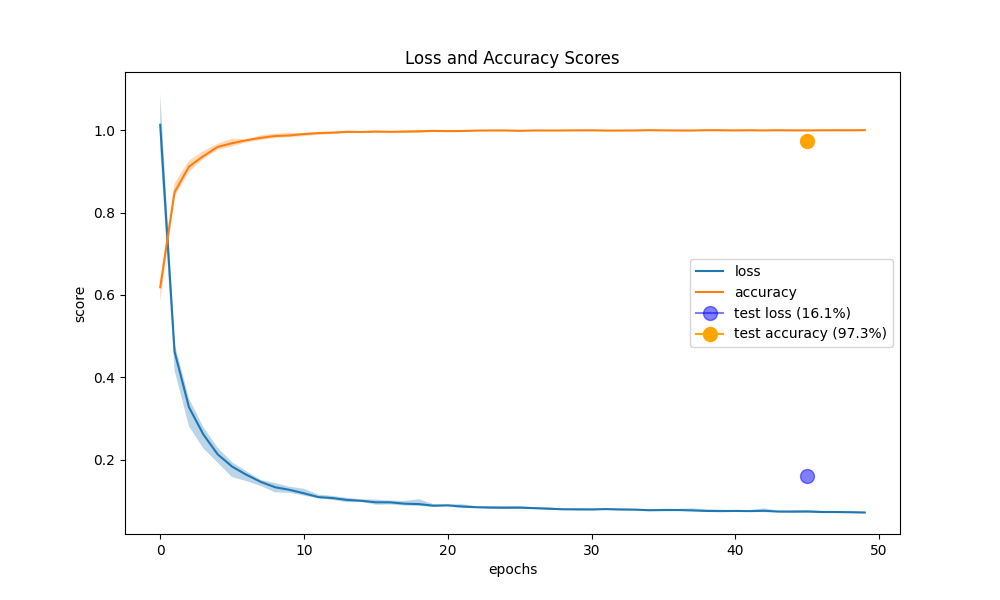 Loss and Accuracy Scores
1.0
0.8
0.6
0.4
0.2
score
loss
accuracy
test loss (16.1%)
test accuracy (97.3%)
0 10 20 30 40 50
epochs